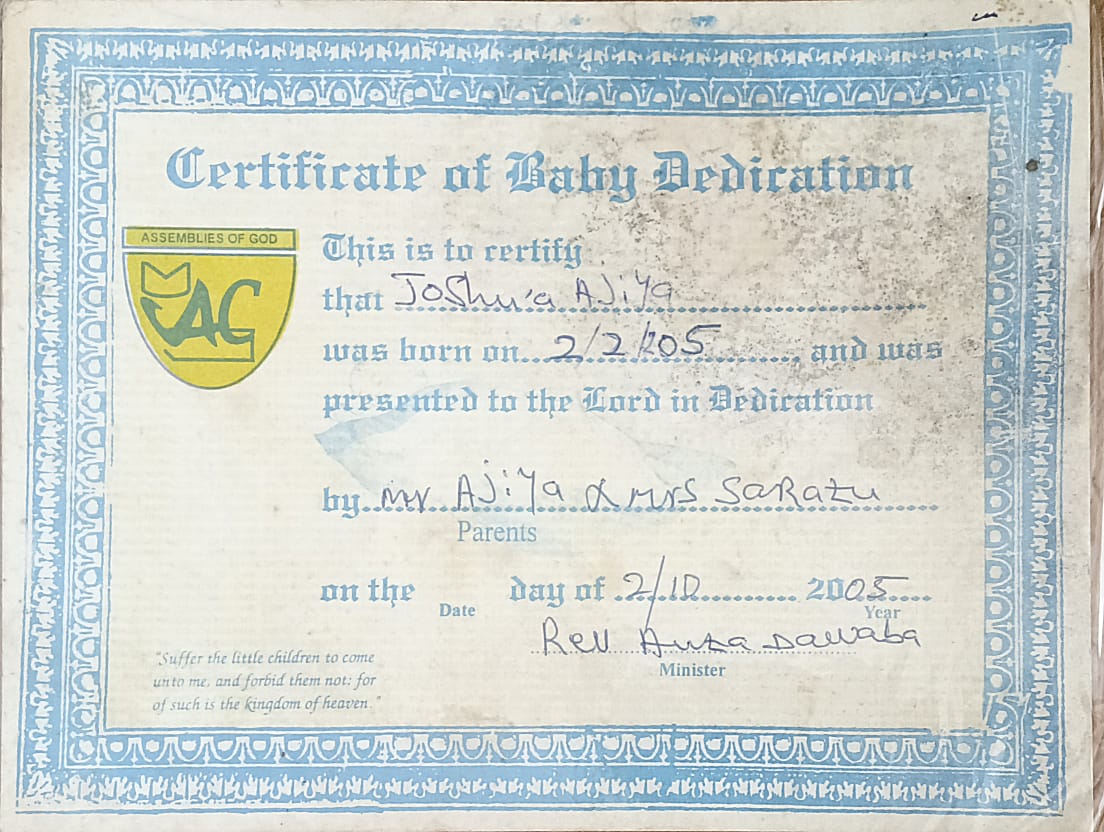 Certificate of Baby Dedication
ASSEMBLIES OF GOD
AG
This is to certify
that Joshu'a Ajiya
was born on 2/2/205, and was
presented to the Lord in Dedication
by Mr Ajiya & Mrs Saratu
Parents
on the day of 2/10 2005
Date Year
Rev Auza Dawaba
Minister
"Suffer the little children to come
unto me, and forbid them not: for
of such is the kingdom of heaven."